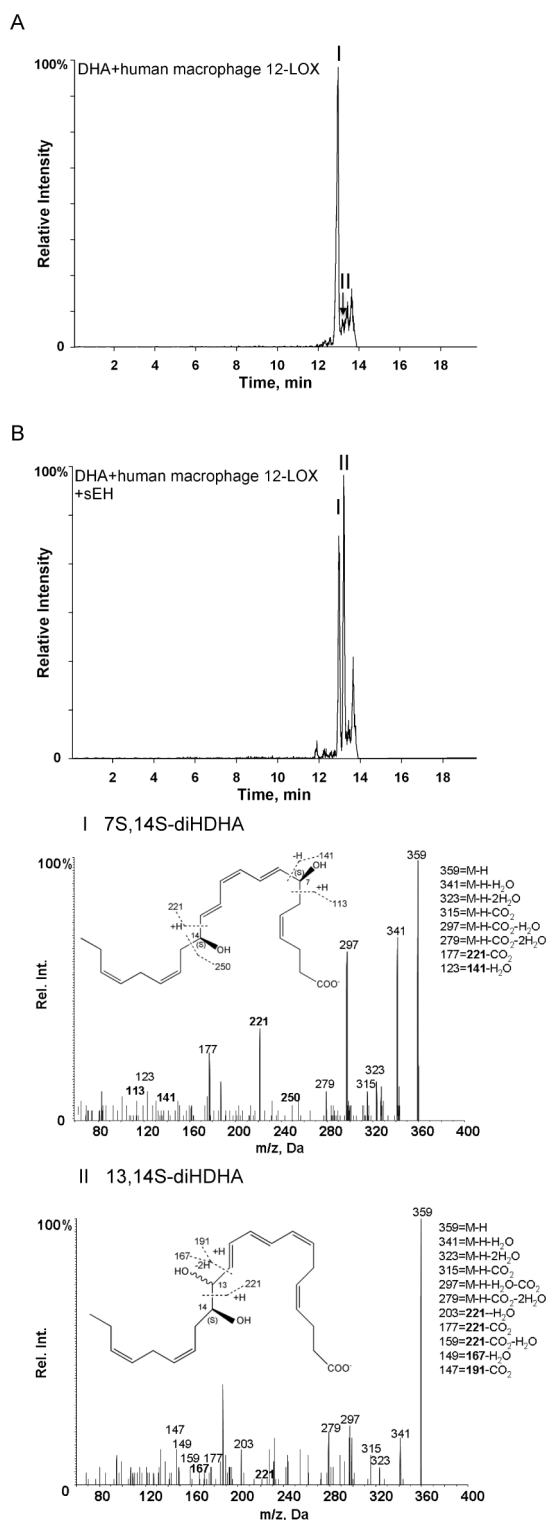 A
I
100%
DHA+human macrophage 12-LOX
Relative Intensity
II
0
2 4 6 8 10 12 14 16 18
Time, min
B
II
100%
DHA+human macrophage 12-LOX
+sEH
I
Relative Intensity
0
2 4 6 8 10 12 14 16 18
Time, min
I 7S,14S-diHDHA
100%
-H 141
OH
(S) 7
+H
113
221
+H
14
(S)
OH
250
COO-
359
341
297
221
177
123
113
141
250
279
315
323
Rel. Int.
0
80 120 160 200 240 280 320 360 400
m/z, Da
359=M-H
341=M-H-H2O
323=M-H-2H2O
315=M-H-CO2
297=M-H-CO2-H2O
279=M-H-CO2-2H2O
177=221-CO2
123=141-H2O
II 13,14S-diHDHA
100%
191
+H
167
-2H
HO
13
221
+H
14
(S)
OH
COO-
359
147
149
159
167
177
203
221
279
297
315
323
341
Rel. Int.
0
80 120 160 200 240 280 320 360 400
m/z, Da
359=M-H
341=M-H-H2O
323=M-H-2H2O
315=M-H-CO2
297=M-H-H2O-CO2
279=M-H-CO2-2H2O
203=221--H2O
177=221-CO2
159=221-CO2-H2O
149=167-H2O
147=191-CO2